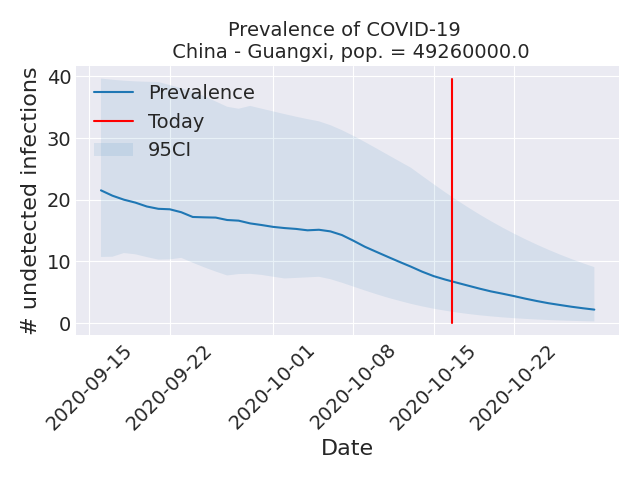 Prevalence of COVID-19
China - Guangxi, pop. = 49260000.0
# undetected infections
40
30
20
10
0
Prevalence
Today
95CI
2020-09-15
2020-09-22
2020-10-01
2020-10-08
2020-10-15
2020-10-22
Date